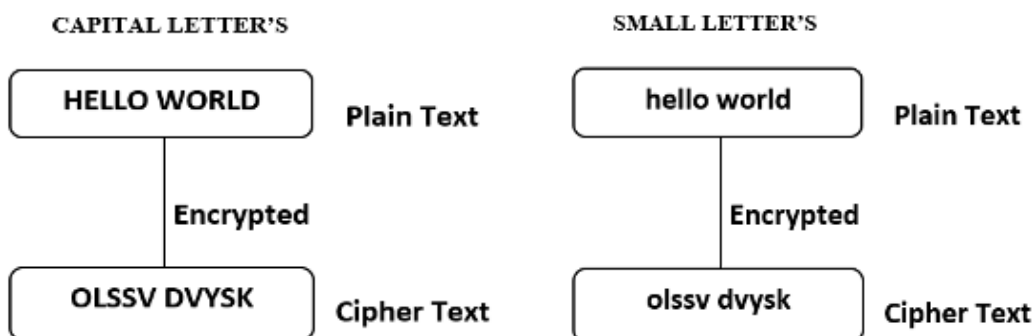 CAPITAL LETTER'S
HELLO WORLD
Plain Text
Encrypted
OLSSV DVYSK
Cipher Text
SMALL LETTER'S
hello world
Plain Text
Encrypted
olssv dvysk
Cipher Text